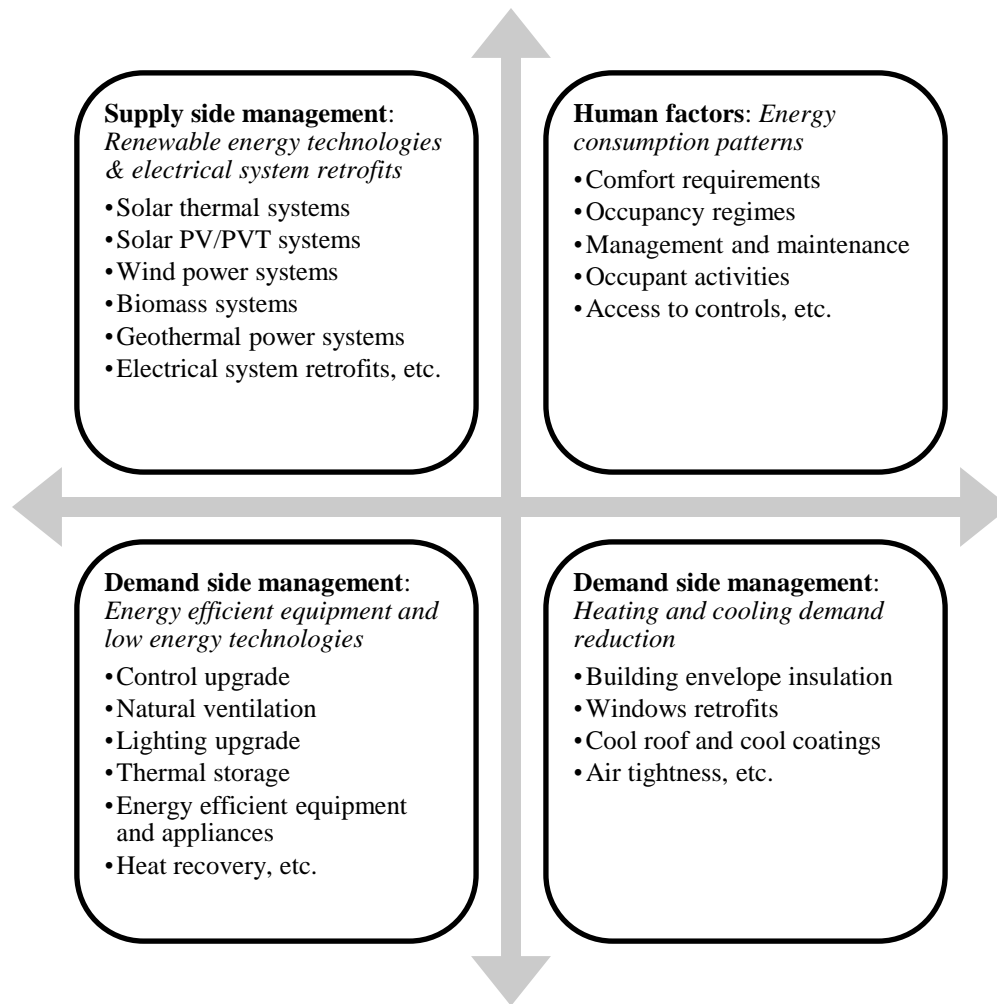 Supply side management:
Renewable energy technologies
& electrical system retrofits
•Solar thermal systems
•Solar PV/PVT systems
•Wind power systems
•Biomass systems
•Geothermal power systems
•Electrical system retrofits, etc.
Human factors: Energy
consumption patterns
•Comfort requirements
•Occupancy regimes
•Management and maintenance
•Occupant activities
•Access to controls, etc.
Demand side management:
Energy efficient equipment and
low energy technologies
•Control upgrade
•Natural ventilation
•Lighting upgrade
•Thermal storage
•Energy efficient equipment
and appliances
•Heat recovery, etc.
Demand side management:
Heating and cooling demand
reduction
•Building envelope insulation
•Windows retrofits
•Cool roof and cool coatings
•Air tightness, etc.